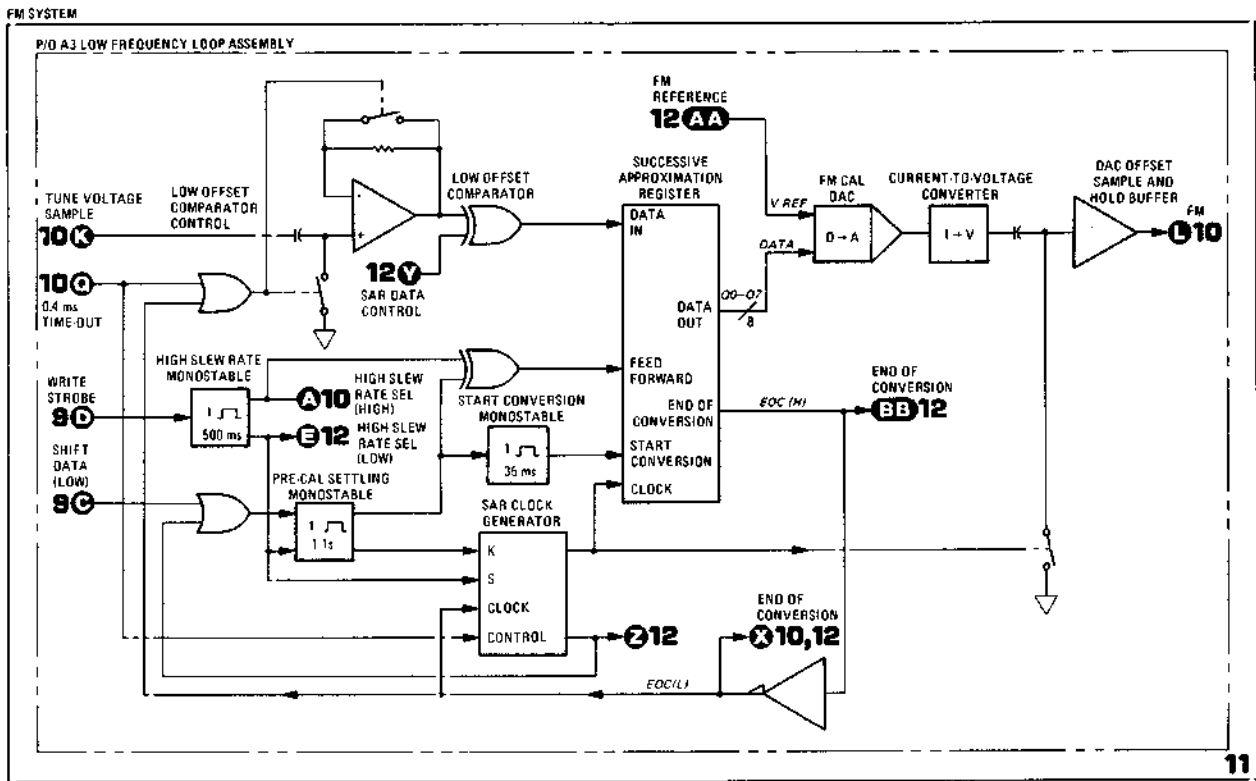 FM SYSTEM
P/O A3 LOW FREQUENCY LOOP ASSEMBLY
FM
REFERENCE
12 AA
TUNE VOLTAGE
SAMPLE
10 K
LOW OFFSET
COMPARATOR
CONTROL
-
+
LOW OFFSET
COMPARATOR
12 Y
SAR DATA
CONTROL
10 Q
0.4 ms
TIME-OUT
SUCCESSIVE
APPROXIMATION
REGISTER
DATA
IN
DATA
OUT
FEED
FORWARD
END OF
CONVERSION
START
CONVERSION
CLOCK
Q0-Q7
8
V REF
DATA
FM CAL
DAC
D→A
CURRENT-TO-VOLTAGE
CONVERTER
I→V
DAC OFFSET
SAMPLE AND
HOLD BUFFER
FM
L 10
WRITE
STROBE
9 D
HIGH SLEW RATE
MONOSTABLE
1
500 ms
A 10
HIGH SLEW
RATE SEL
(HIGH)
E 12
HIGH SLEW
RATE SEL
(LOW)
START CONVERSION
MONOSTABLE
1
36 ms
EOC (H)
END OF
CONVERSION
BB 12
SHIFT
DATA
(LOW)
9 C
PRE-CAL SETTLING
MONOSTABLE
1
1.1s
SAR CLOCK
GENERATOR
K
S
CLOCK
CONTROL
Z 12
END OF
CONVERSION
X 10,12
EOC(L)
11